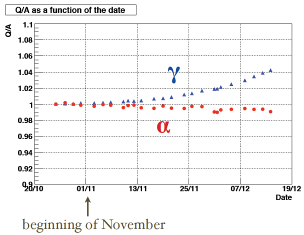 Q/A as a function of the date
Q/A
1.1
1.08
1.06
1.04
1.02
1
0.98
0.96
0.94
0.92
0.9
γ
α
20/10
01/11
13/11
25/11
07/12
19/12
Date
beginning of November